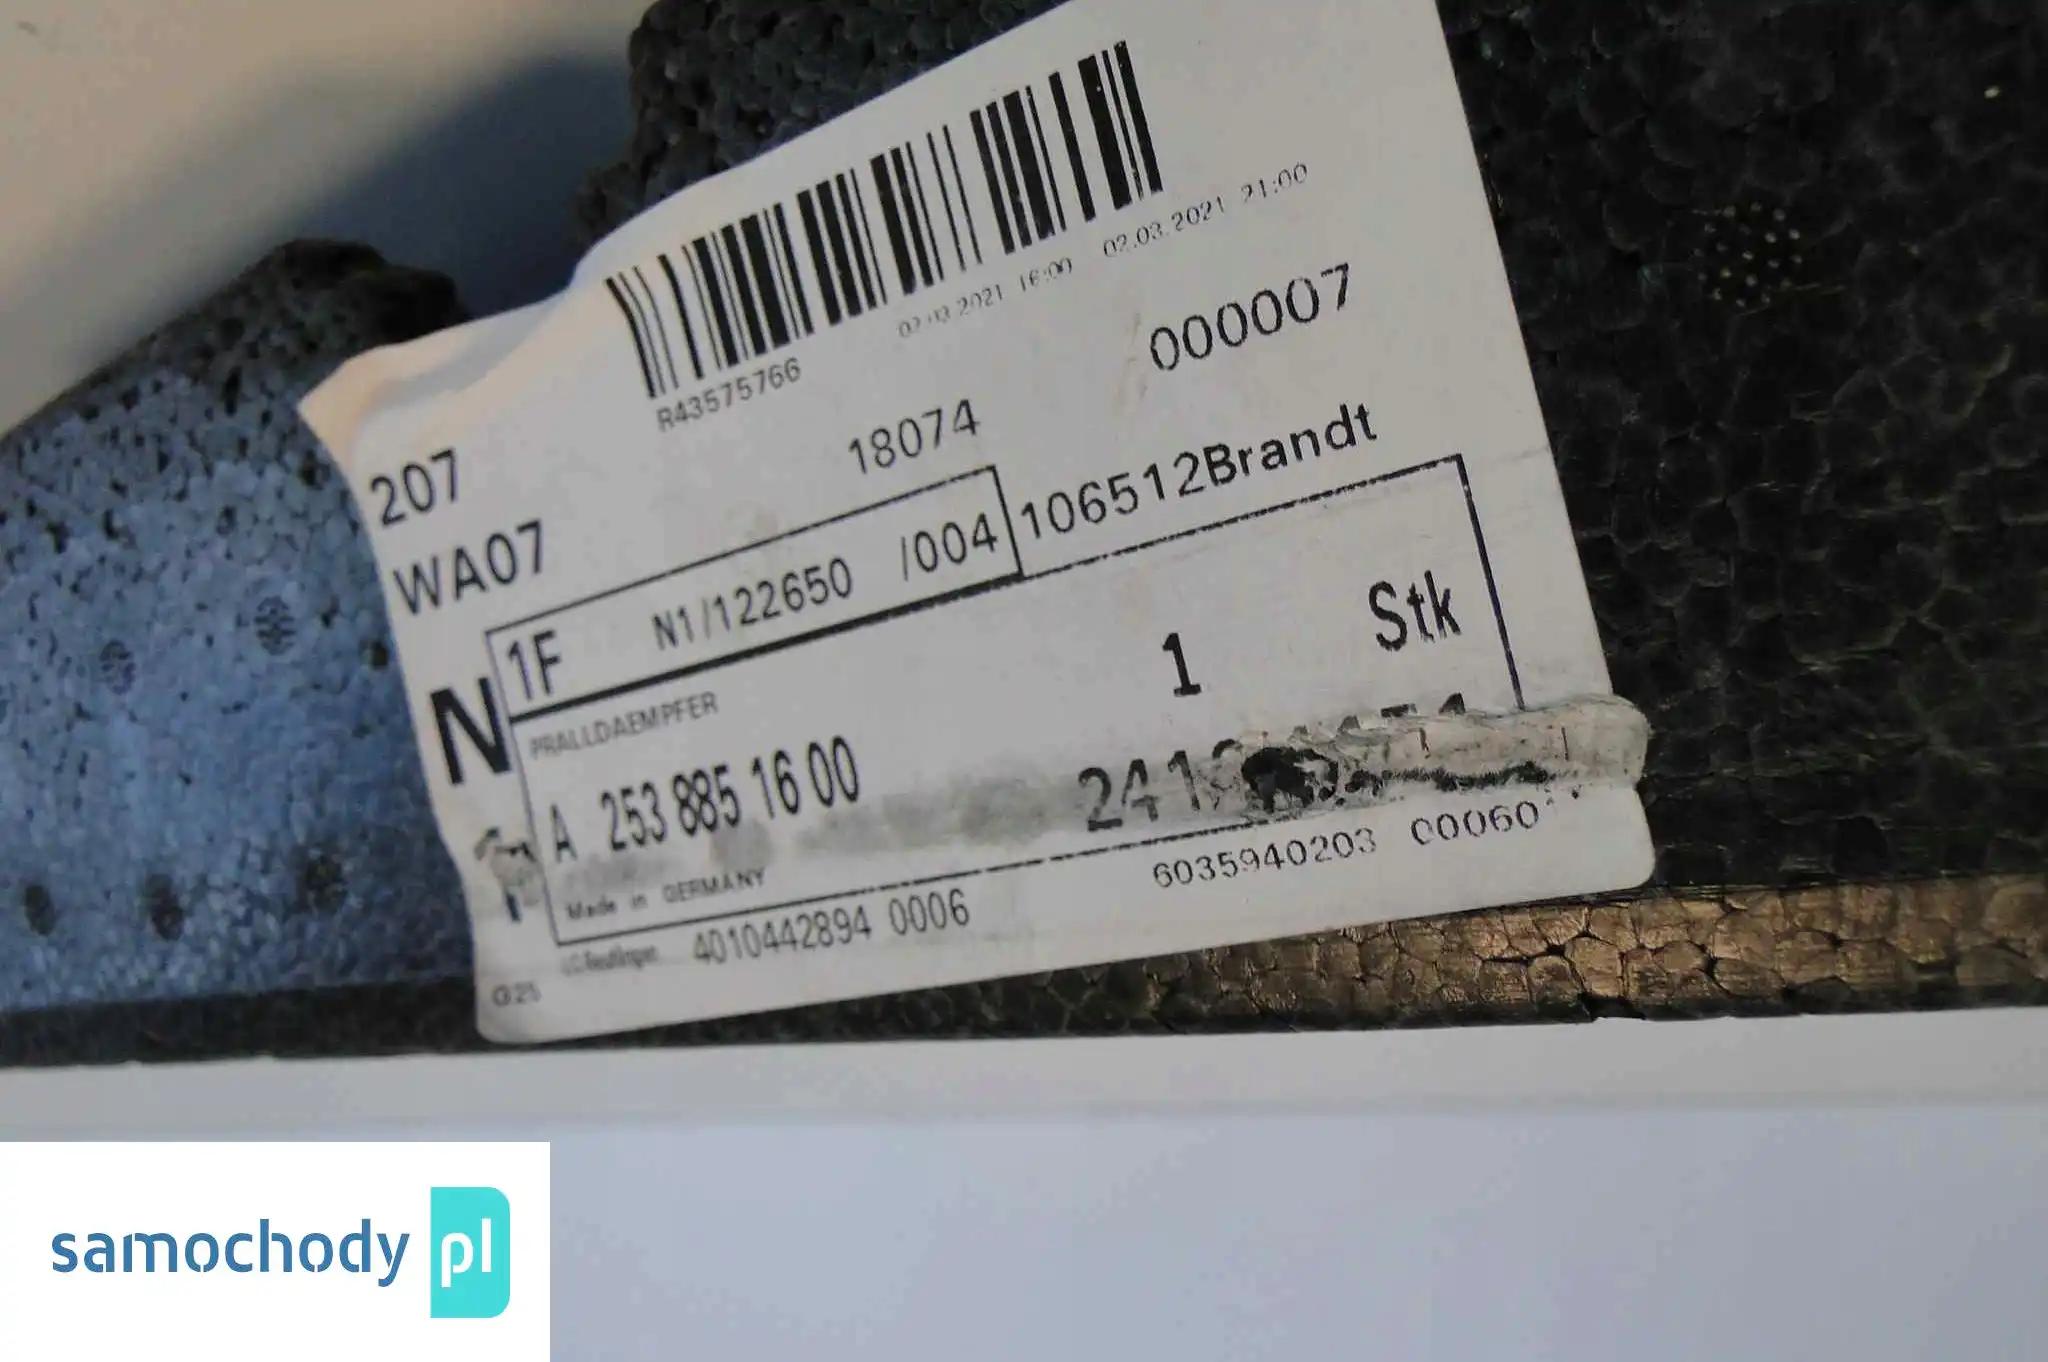 R43575766
02.03.2021 16:00 02.03.2021 21:00
207 18074 000007
WA07
1F N1/122650 /004 106512Brandt
N
PRALLDAEMPFER 1 Stk
A 253 885 16 00
Made in GERMANY
4010442894 0006 6035940203
G25
samochody pl